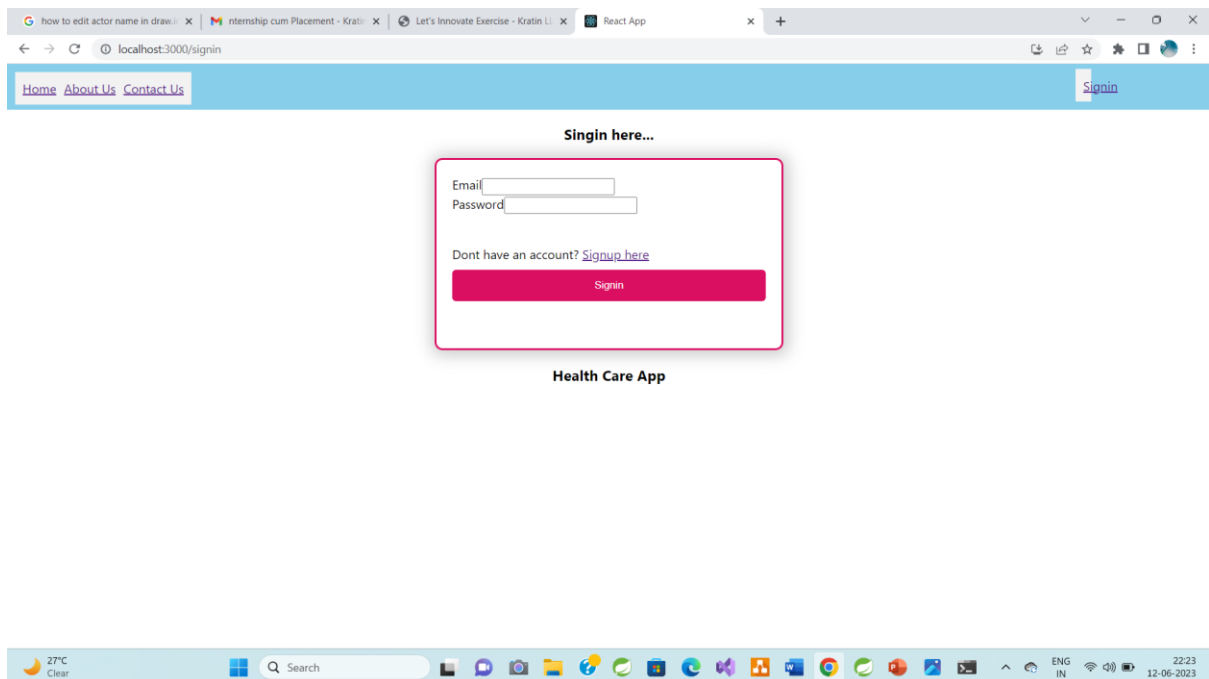 how to edit actor name in draw.i
nternship cum Placement - Kratin
Let's Innovate Exercise - Kratin LL
React App
localhost:3000/signin
Home About Us Contact Us
Signin
Singin here...
Email
Password
Dont have an account? Signup here
Signin
Health Care App
27°C
Clear
Search
ENG
IN
22:23
12-06-2023